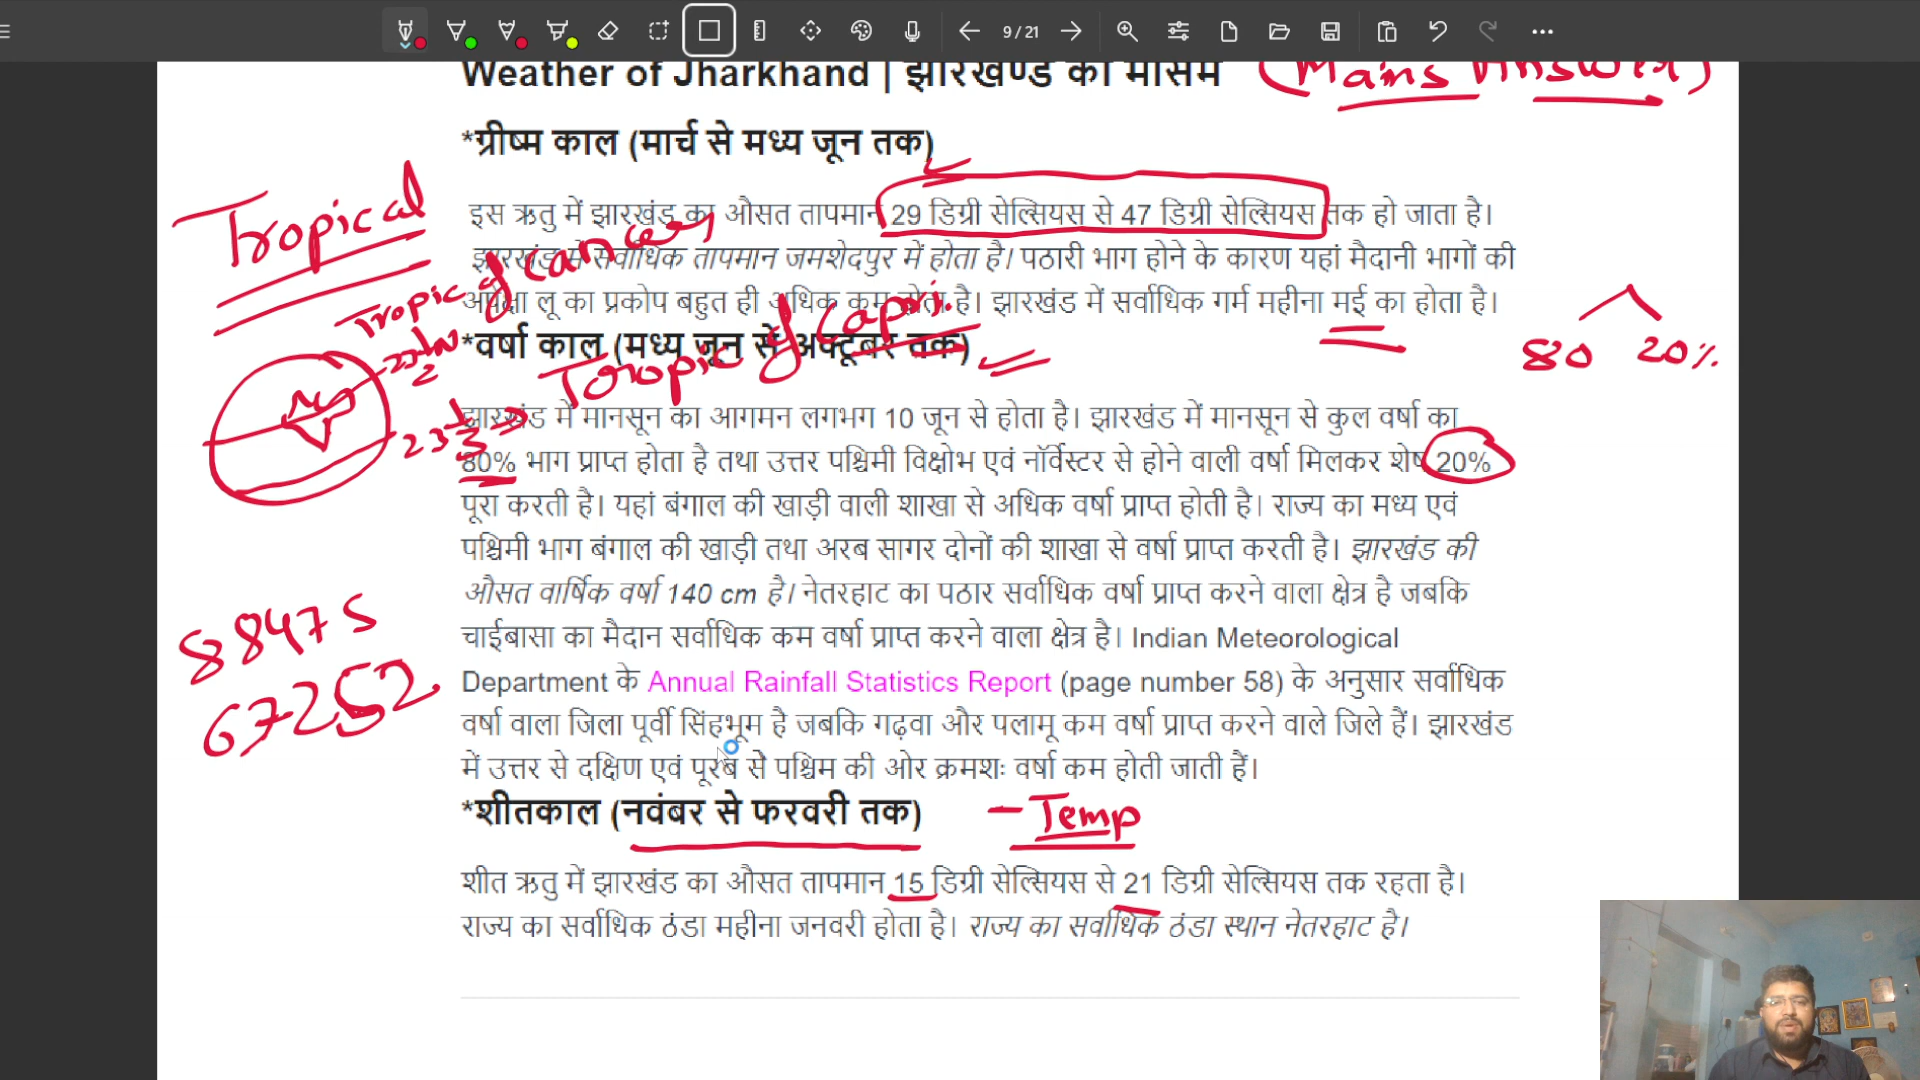 9 / 21
Weather of Jharkhand | झारखण्ड का मौसम (Mains Answer)
*ग्रीष्म काल (मार्च से मध्य जून तक)
इस ऋतु में झारखंड का औसत तापमान 29 डिग्री सेल्सियस से 47 डिग्री सेल्सियस तक हो जाता है।
झारखंड में सर्वाधिक तापमान जमशेदपुर में होता है। पठारी भाग होने के कारण यहां मैदानी भागों की
अपेक्षा लू का प्रकोप बहुत ही अधिक कम होता है। झारखंड में सर्वाधिक गर्म महीना मई का होता है।
*वर्षा काल (मध्य जून से अक्टूबर तक)
झारखंड में मानसून का आगमन लगभग 10 जून से होता है। झारखंड में मानसून से कुल वर्षा का
80% भाग प्राप्त होता है तथा उत्तर पश्चिमी विक्षोभ एवं नॉर्वेस्टर से होने वाली वर्षा मिलकर शेष 20%
पूरा करती है। यहां बंगाल की खाड़ी वाली शाखा से अधिक वर्षा प्राप्त होती है। राज्य का मध्य एवं
पश्चिमी भाग बंगाल की खाड़ी तथा अरब सागर दोनों की शाखा से वर्षा प्राप्त करती है। झारखंड की
औसत वार्षिक वर्षा 140 cm है। नेतरहाट का पठार सर्वाधिक वर्षा प्राप्त करने वाला क्षेत्र है जबकि
चाईबासा का मैदान सर्वाधिक कम वर्षा प्राप्त करने वाला क्षेत्र है। Indian Meteorological
Department के Annual Rainfall Statistics Report (page number 58) के अनुसार सर्वाधिक
वर्षा वाला जिला पूर्वी सिंहभूम है जबकि गढ़वा और पलामू कम वर्षा प्राप्त करने वाले जिले हैं। झारखंड
में उत्तर से दक्षिण एवं पूरब से पश्चिम की ओर क्रमशः वर्षा कम होती जाती हैं।
*शीतकाल (नवंबर से फरवरी तक) - Temp
शीत ऋतु में झारखंड का औसत तापमान 15 डिग्री सेल्सियस से 21 डिग्री सेल्सियस तक रहता है।
राज्य का सर्वाधिक ठंडा महीना जनवरी होता है। राज्य का सर्वाधिक ठंडा स्थान नेतरहाट है।
Tropical
Tropic of Cancer
23 1/2 N
23 1/3 => Toropic of Capri.
80 20%
88475
67252